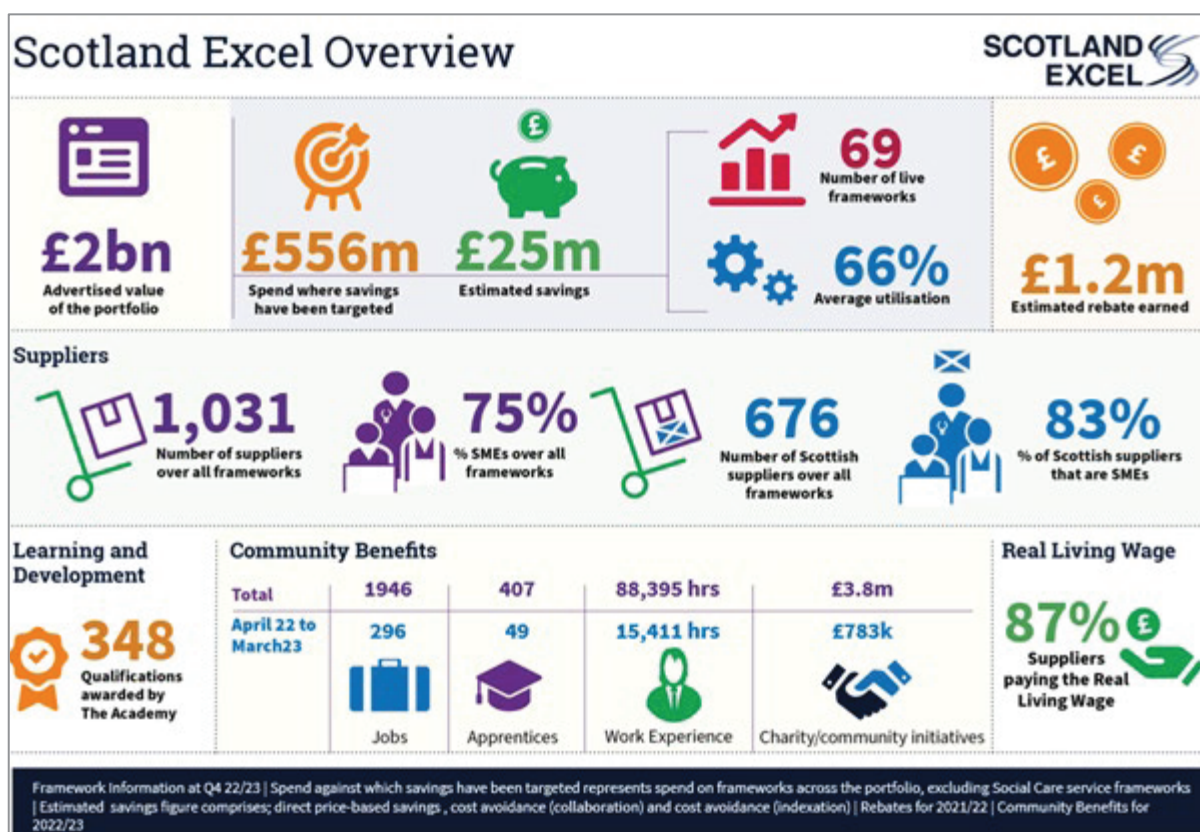 Scotland Excel Overview
SCOTLAND
EXCEL
£2bn
Advertised value
of the portfolio
£556m
Spend where savings
have been targeted
£
£25m
Estimated savings
69
Number of live
frameworks
66%
Average utilisation
£
£
£
£1.2m
Estimated rebate earned
Suppliers
1,031
Number of suppliers
over all frameworks
75%
% SMEs over all
frameworks
676
Number of Scottish
suppliers over all
frameworks
83%
% of Scottish suppliers
that are SMEs
Learning and
Development
348
Qualifications
awarded by
The Academy
Community Benefits
Total 1946 407 88,395 hrs £3.8m
April 22 to
March23
296 49 15,411 hrs £783k
Jobs Apprentices Work Experience Charity/community initiatives
Real Living Wage
87%
£
Suppliers
paying the Real
Living Wage
Framework Information at Q4 22/23 | Spend against which savings have been targeted represents spend on frameworks across the portfolio, excluding Social Care service frameworks
| Estimated savings figure comprises; direct price-based savings , cost avoidance (collaboration) and cost avoidance (indexation) | Rebates for 2021/22 | Community Benefits for
2022/23